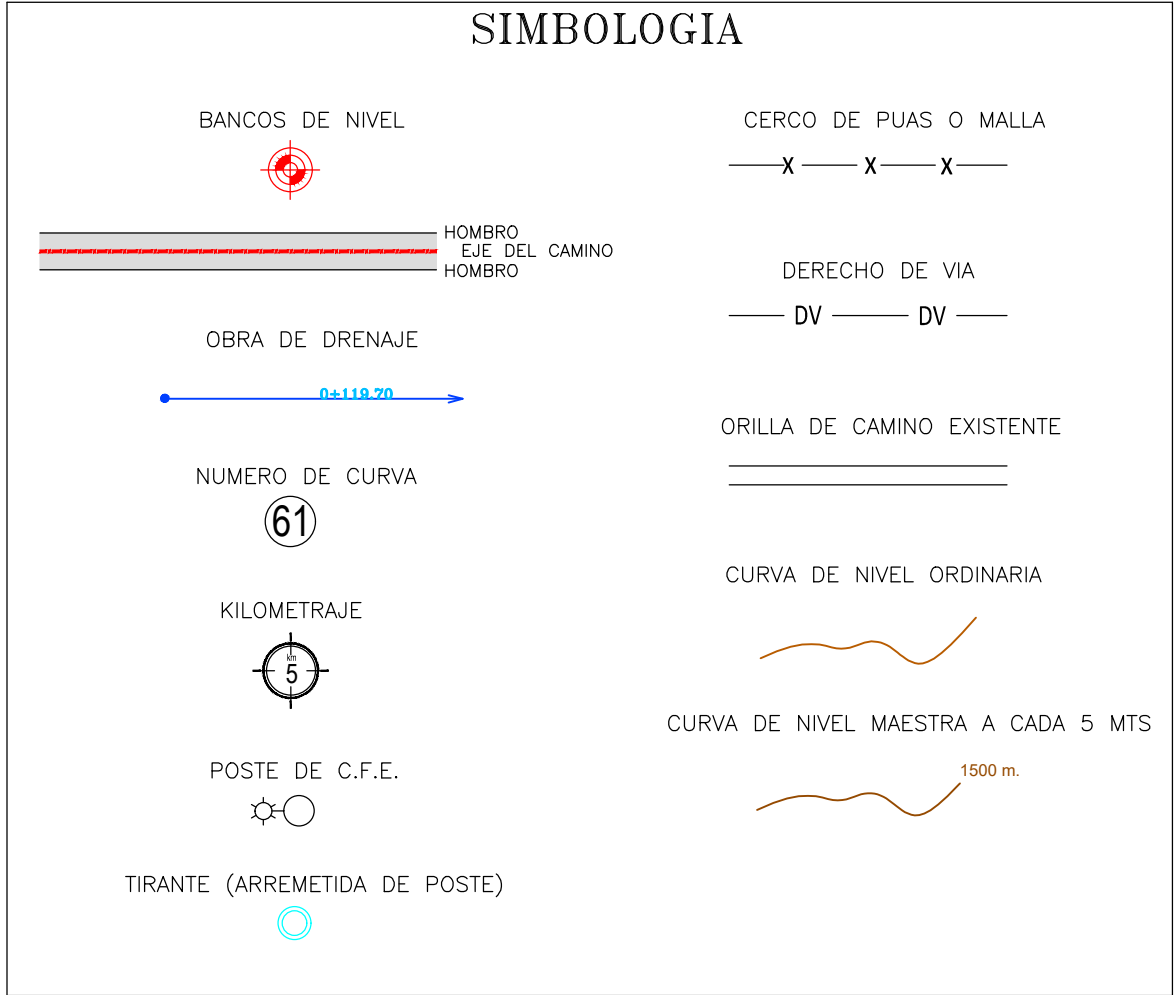 SIMBOLOGIA
BANCOS DE NIVEL
HOMBRO
EJE DEL CAMINO
HOMBRO
OBRA DE DRENAJE
0+119.70
NUMERO DE CURVA
61
KILOMETRAJE
km
5
POSTE DE C.F.E.
TIRANTE (ARREMETIDA DE POSTE)
CERCO DE PUAS O MALLA
X X X
DERECHO DE VIA
DV DV
ORILLA DE CAMINO EXISTENTE
CURVA DE NIVEL ORDINARIA
CURVA DE NIVEL MAESTRA A CADA 5 MTS
1500 m.